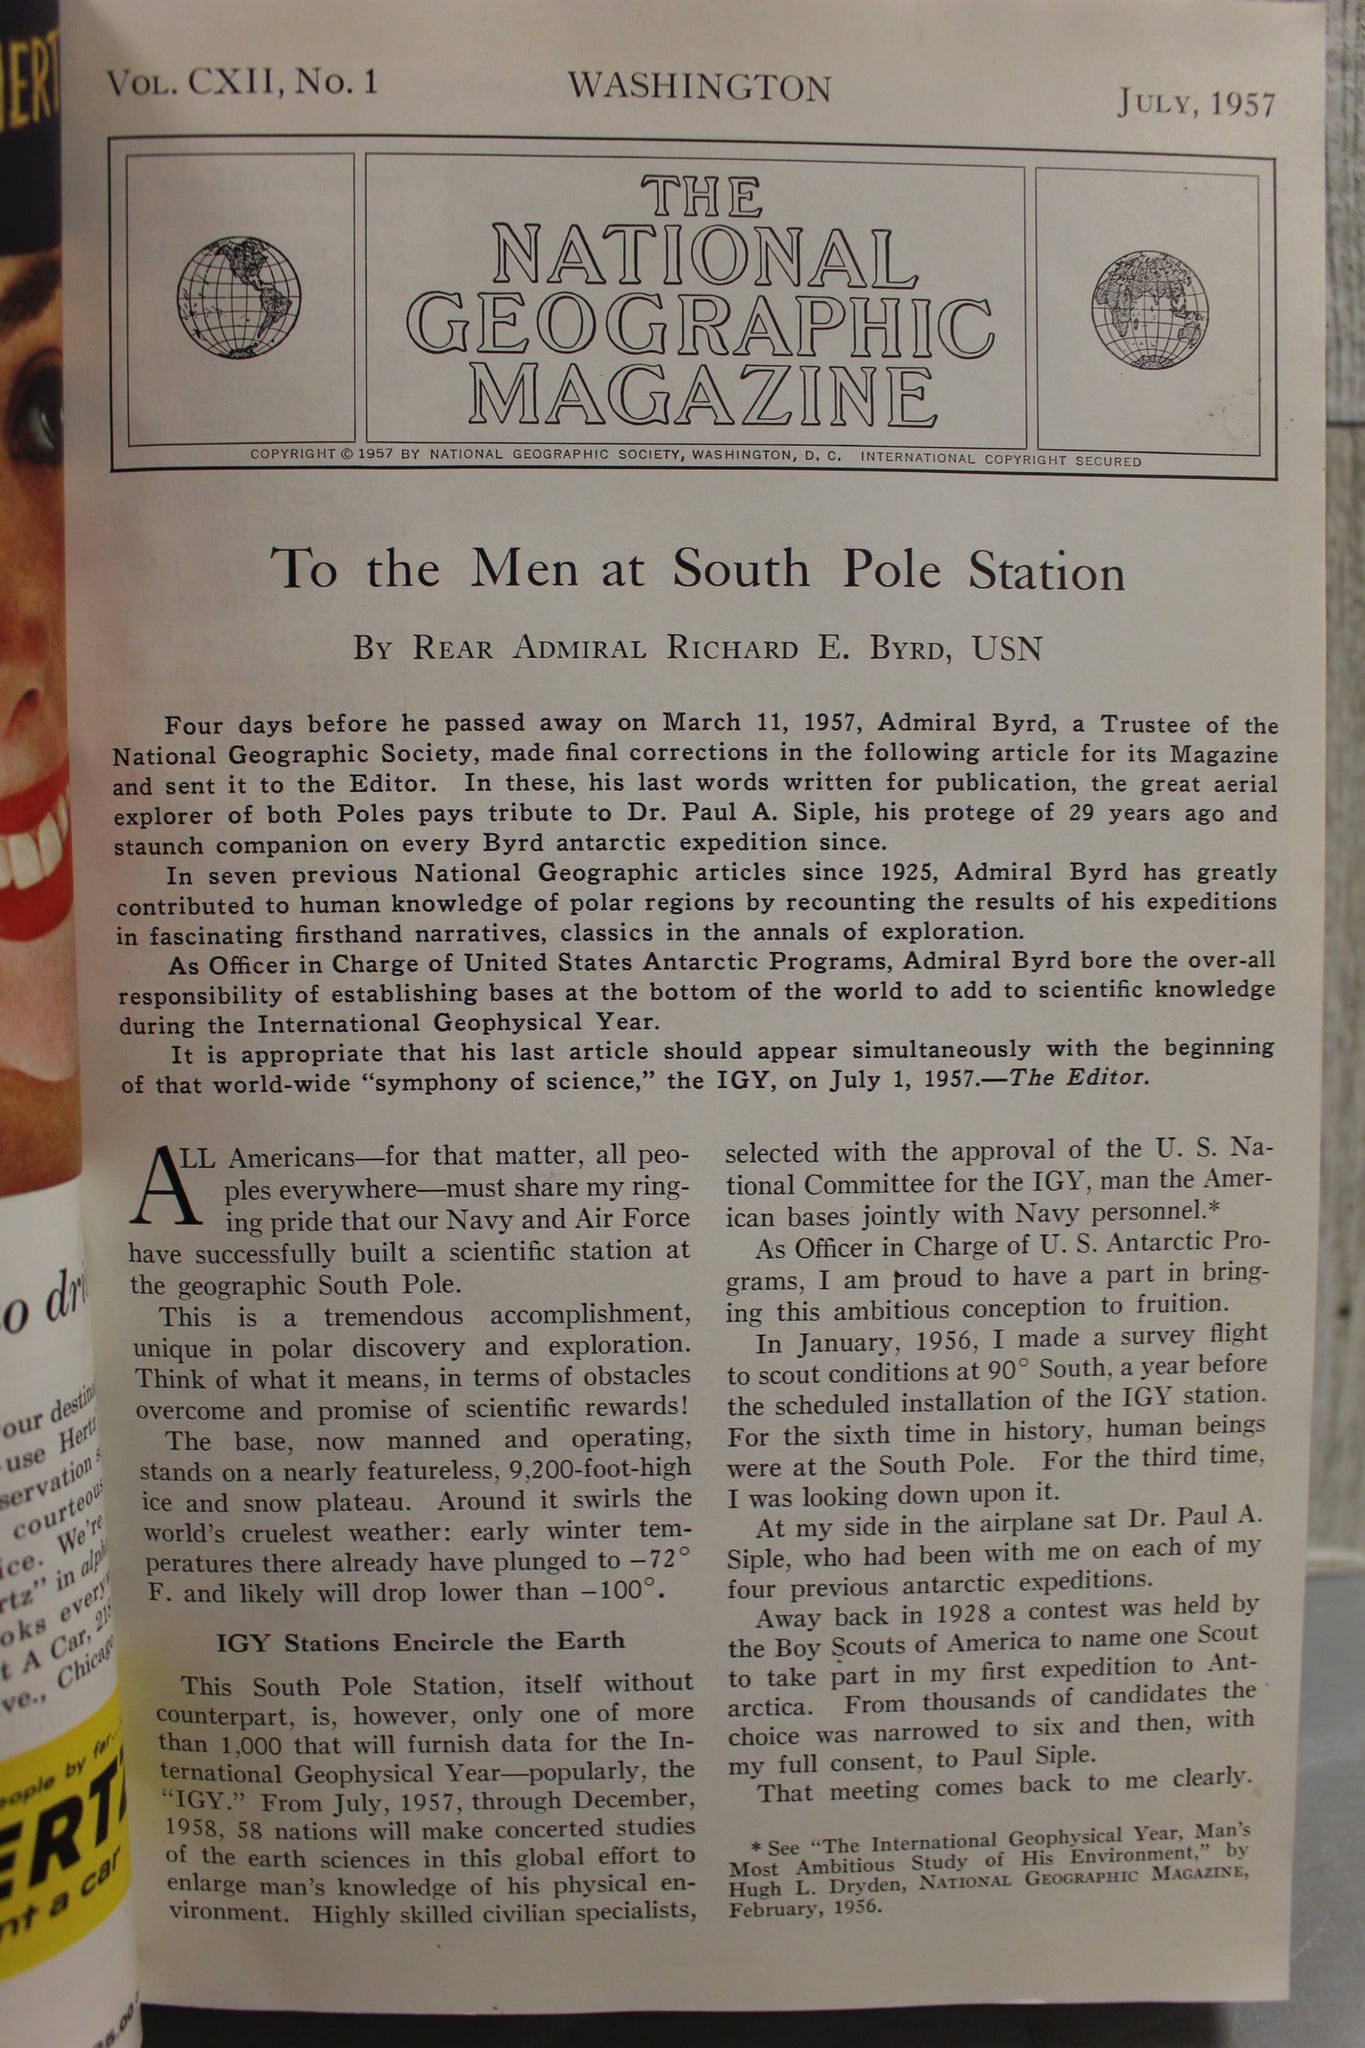 HERT
o dri
our destin
use Hertz
servation s
courteous
ice. We're
rtz" in alph
oks every
t A Car, 218
ve., Chicago
eople by far...
ERT
nt a car
Vol. CXII, No. 1 WASHINGTON July, 1957
THE
NATIONAL
GEOGRAPHIC
MAGAZINE
COPYRIGHT © 1957 BY NATIONAL GEOGRAPHIC SOCIETY, WASHINGTON, D. C. INTERNATIONAL COPYRIGHT SECURED
To the Men at South Pole Station
By Rear Admiral Richard E. Byrd, USN
Four days before he passed away on March 11, 1957, Admiral Byrd, a Trustee of the
National Geographic Society, made final corrections in the following article for its Magazine
and sent it to the Editor. In these, his last words written for publication, the great aerial
explorer of both Poles pays tribute to Dr. Paul A. Siple, his protege of 29 years ago and
staunch companion on every Byrd antarctic expedition since.
In seven previous National Geographic articles since 1925, Admiral Byrd has greatly
contributed to human knowledge of polar regions by recounting the results of his expeditions
in fascinating firsthand narratives, classics in the annals of exploration.
As Officer in Charge of United States Antarctic Programs, Admiral Byrd bore the over-all
responsibility of establishing bases at the bottom of the world to add to scientific knowledge
during the International Geophysical Year.
It is appropriate that his last article should appear simultaneously with the beginning
of that world-wide “symphony of science,” the IGY, on July 1, 1957.—The Editor.
ALL Americans—for that matter, all peo-
ples everywhere—must share my ring-
ing pride that our Navy and Air Force
have successfully built a scientific station at
the geographic South Pole.
This is a tremendous accomplishment,
unique in polar discovery and exploration.
Think of what it means, in terms of obstacles
overcome and promise of scientific rewards!
The base, now manned and operating,
stands on a nearly featureless, 9,200-foot-high
ice and snow plateau. Around it swirls the
world's cruelest weather: early winter tem-
peratures there already have plunged to −72°
F. and likely will drop lower than −100°.
IGY Stations Encircle the Earth
This South Pole Station, itself without
counterpart, is, however, only one of more
than 1,000 that will furnish data for the In-
ternational Geophysical Year—popularly, the
“IGY.” From July, 1957, through December,
1958, 58 nations will make concerted studies
of the earth sciences in this global effort to
enlarge man's knowledge of his physical en-
vironment. Highly skilled civilian specialists,
selected with the approval of the U. S. Na-
tional Committee for the IGY, man the Amer-
ican bases jointly with Navy personnel.*
As Officer in Charge of U. S. Antarctic Pro-
grams, I am proud to have a part in bring-
ing this ambitious conception to fruition.
In January, 1956, I made a survey flight
to scout conditions at 90° South, a year before
the scheduled installation of the IGY station.
For the sixth time in history, human beings
were at the South Pole. For the third time,
I was looking down upon it.
At my side in the airplane sat Dr. Paul A.
Siple, who had been with me on each of my
four previous antarctic expeditions.
Away back in 1928 a contest was held by
the Boy Scouts of America to name one Scout
to take part in my first expedition to Ant-
arctica. From thousands of candidates the
choice was narrowed to six and then, with
my full consent, to Paul Siple.
That meeting comes back to me clearly.
* See “The International Geophysical Year, Man's
Most Ambitious Study of His Environment,” by
Hugh L. Dryden, National Geographic Magazine,
February, 1956.